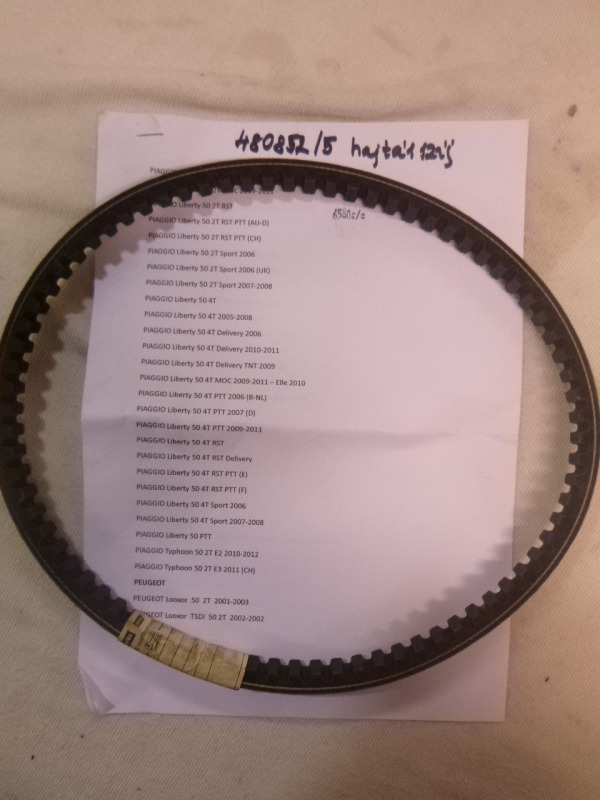 480852/5 hajtás szíj
PIAGG
MOC 2009-2011
Liberty 50 2T RST
PIAGGIO Liberty 50 2T RST PTT (AU-D)
PIAGGIO Liberty 50 2T RST PTT (CH)
PIAGGIO Liberty 50 2T Sport 2006
PIAGGIO Liberty 50 2T Sport 2006 (UK)
PIAGGIO Liberty 50 2T Sport 2007-2008
PIAGGIO Liberty 50 4T
PIAGGIO Liberty 50 4T 2005-2008
PIAGGIO Liberty 50 4T Delivery 2006
PIAGGIO Liberty 50 4T Delivery 2010-2011
PIAGGIO Liberty 50 4T Delivery TNT 2009
PIAGGIO Liberty 50 4T MOC 2009-2011 – E8e 2010
PIAGGIO Liberty 50 4T PTT 2006 (B-NL)
PIAGGIO Liberty 50 4T PTT 2007 (D)
PIAGGIO Liberty 50 4T PTT 2009-2011
PIAGGIO Liberty 50 4T RST
PIAGGIO Liberty 50 4T RST Delivery
PIAGGIO Liberty 50 4T RST PTT (E)
PIAGGIO Liberty 50 4T RST PTT (F)
PIAGGIO Liberty 50 4T Sport 2006
PIAGGIO Liberty 50 4T Sport 2007-2008
PIAGGIO Liberty 50 PTT
PIAGGIO Typhoon 50 2T E2 2010-2012
PIAGGIO Typhoon 50 2T E3 2011 (CH)
PEUGEOT
PEUGEOT Looxor 50 2T 2001-2003
EUGEOT Looxor TSDI 50 2T 2002-2002